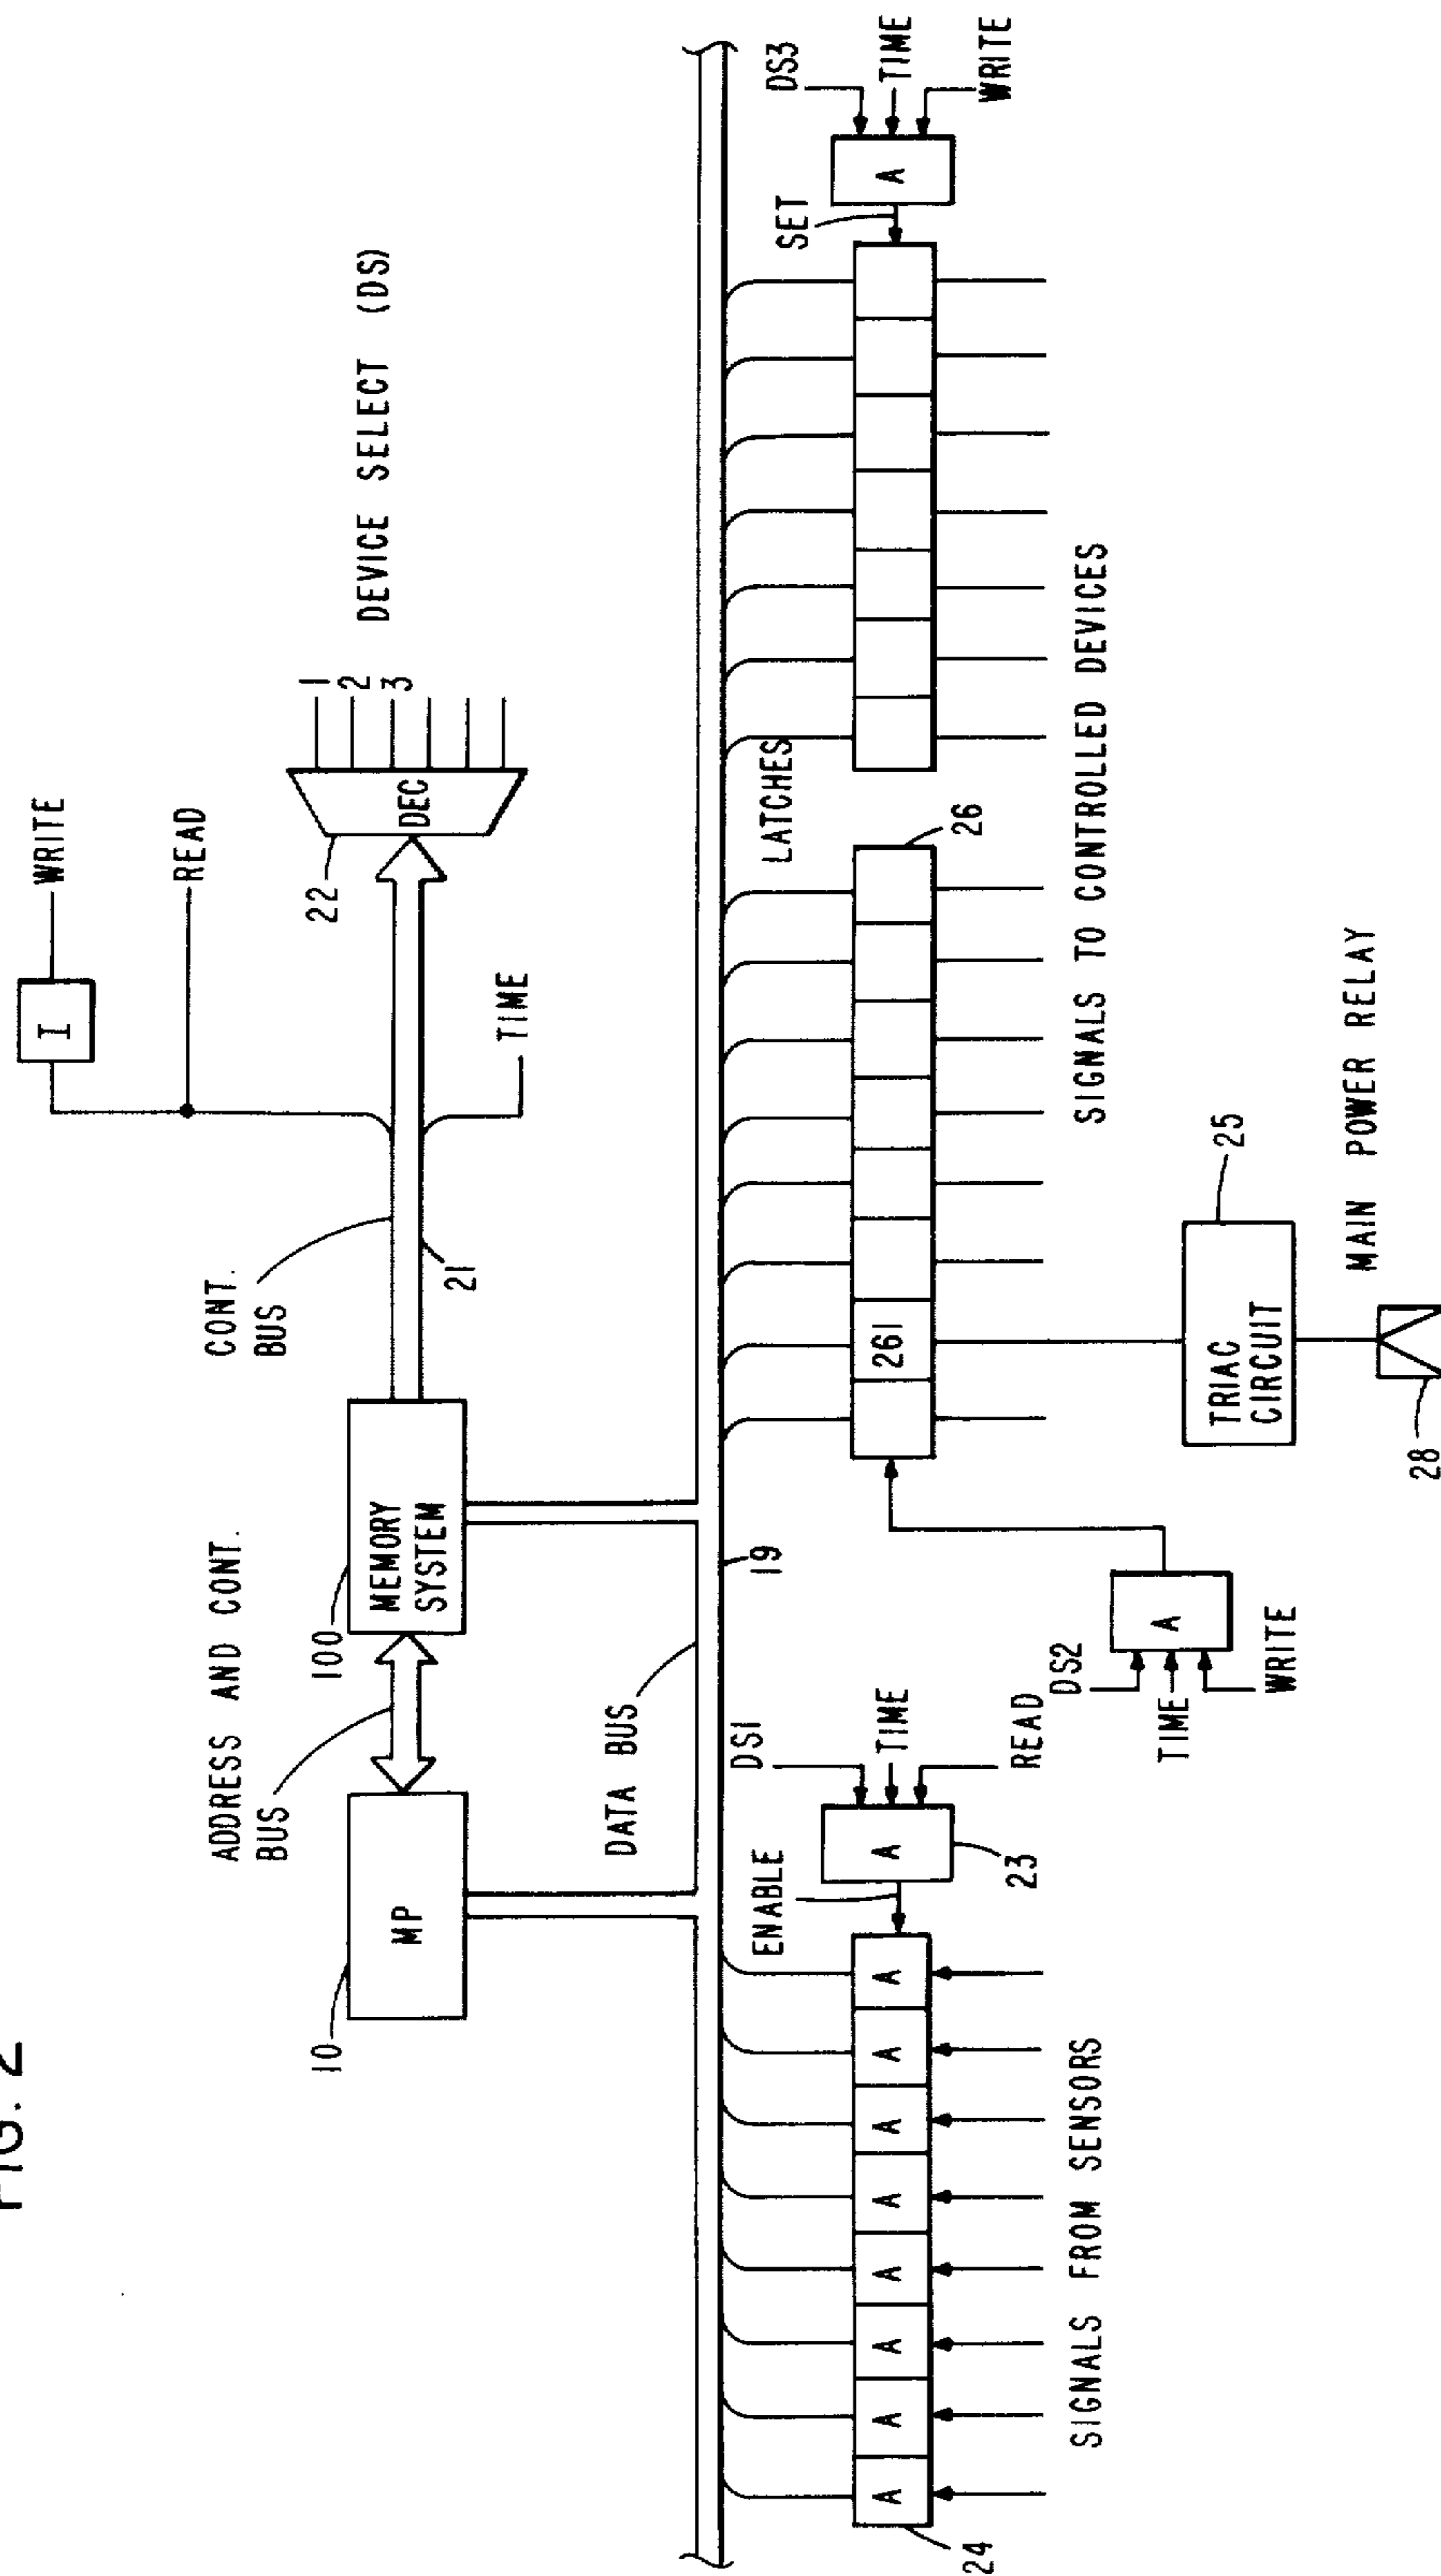 FIG. 2
WRITE
I
READ
CONT.
BUS
22
DEC
1
2
3
DEVICE SELECT (DS)
TIME
21
ADDRESS AND CONT.
BUS
10
MP
100
MEMORY
SYSTEM
DATA BUS
19
ENABLE
DS1
A
TIME
READ
23
A
A
A
A
A
A
A
A
24
SIGNALS FROM SENSORS
LATCHES
261
26
DS2
TIME
WRITE
A
SET
DS3
TIME
WRITE
A
SIGNALS TO CONTROLLED DEVICES
TRIAC
CIRCUIT
25
MAIN POWER RELAY
28